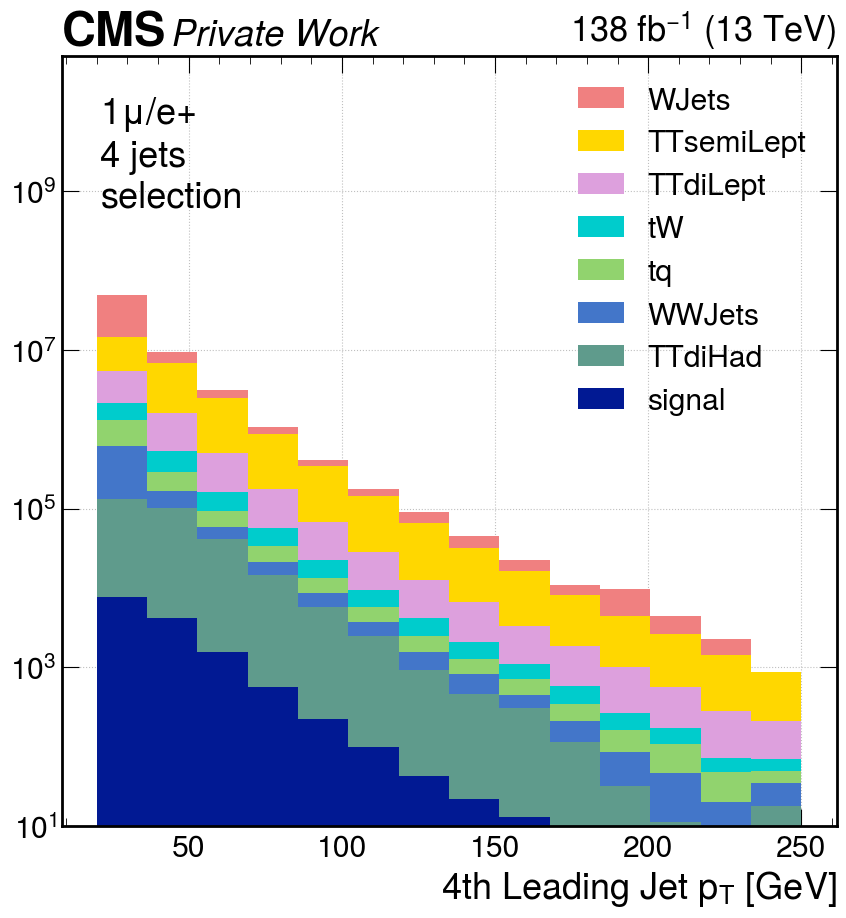 CMS Private Work 138 fb⁻¹ (13 TeV)
1µ/e+
4 jets
selection
WJets
TTsemiLept
TTdiLept
tW
tq
WWJets
TTdiHad
signal
10⁹
10⁷
10⁵
10³
10¹
50 100 150 200 250
4th Leading Jet p_T [GeV]